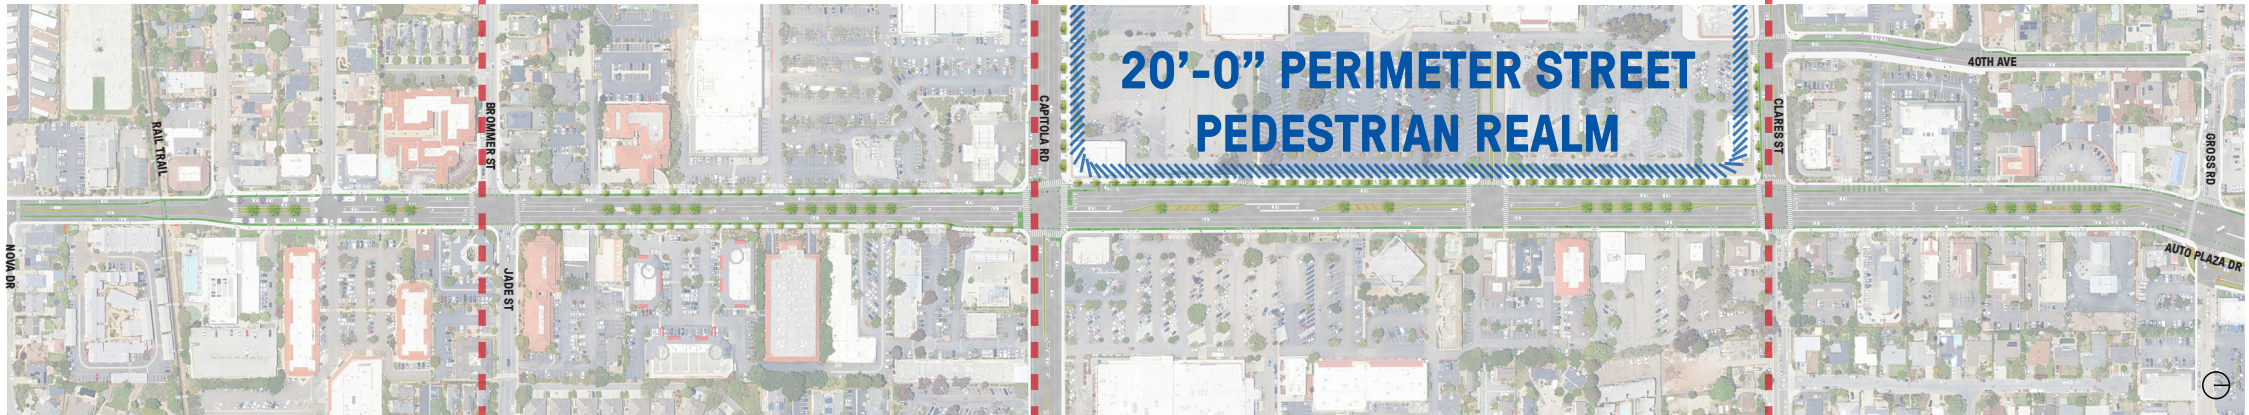 20’-0” PERIMETER STREET
PEDESTRIAN REALM
40TH AVE
RAIL TRAIL
BROMMER ST
CAPITOLA RD
CLARES ST
GROSS RD
NOVA DR
JADE ST
AUTO PLAZA DR